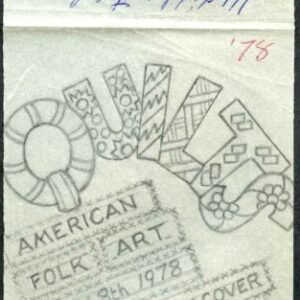 '78
QUILTS
AMERICAN
FOLK ART
8th 1978
COVER